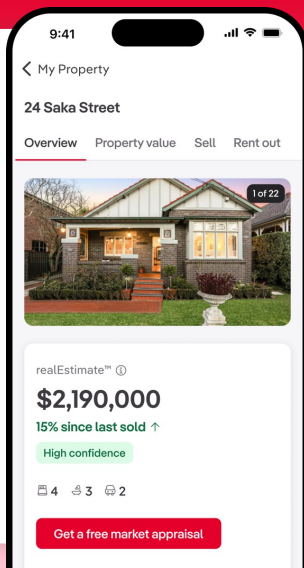 9:41
My Property
24 Saka Street
Overview Property value Sell Rent out
1 of 22
realEstimate™
$2,190,000
15% since last sold ↑
High confidence
4 3 2
Get a free market appraisal